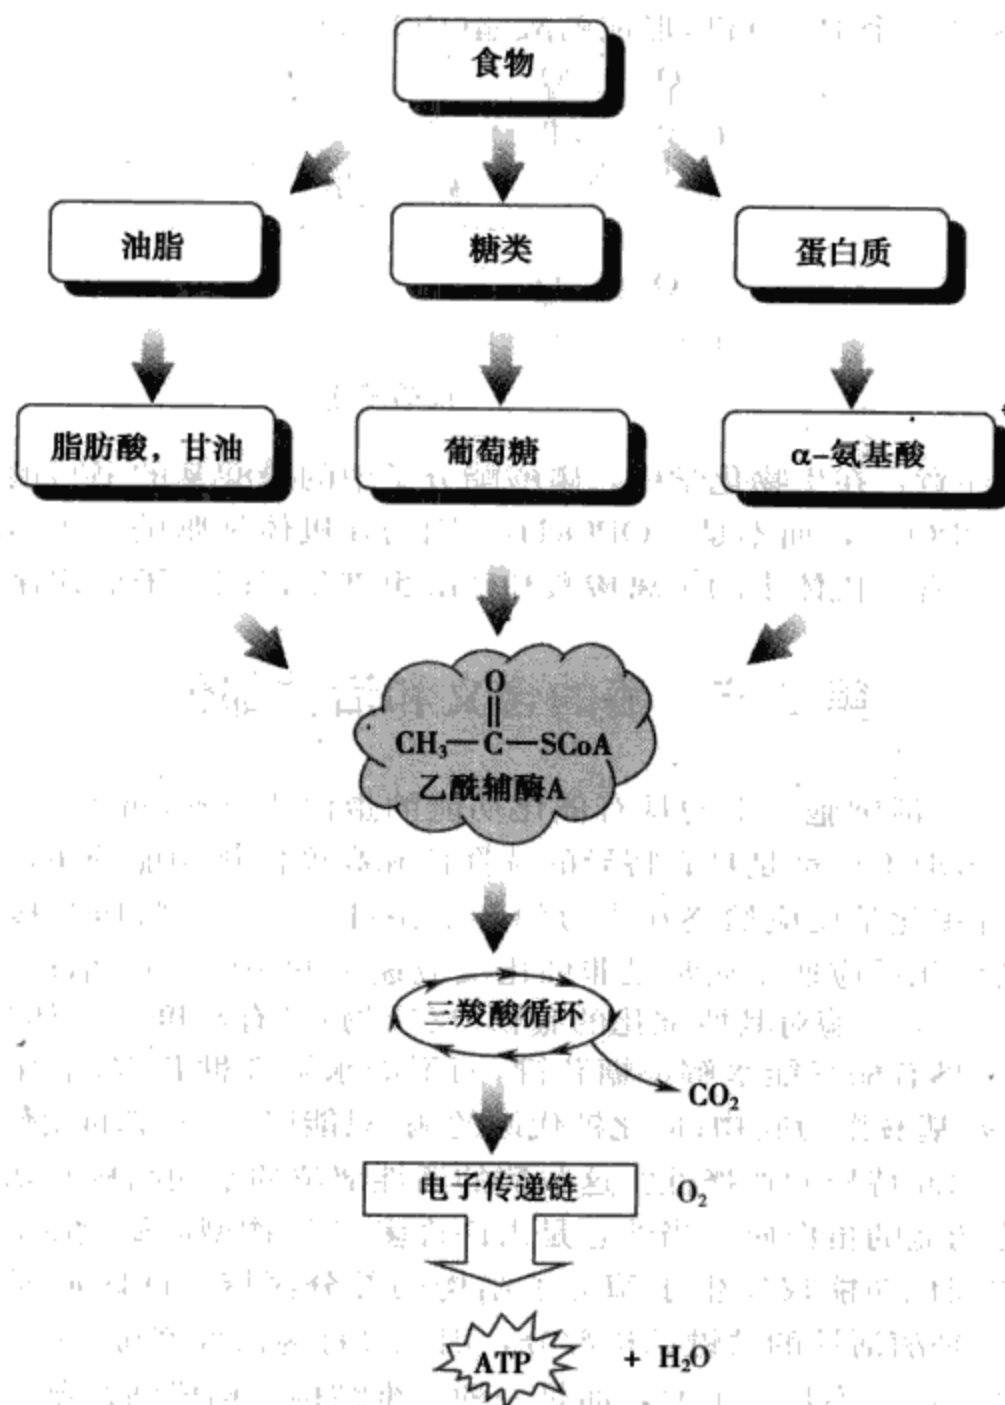 食物
油脂
糖类
蛋白质
脂肪酸，甘油
葡萄糖
α-氨基酸
O
CH₃—C—SCoA
乙酰辅酶A
三羧酸循环
CO₂
电子传递链
O₂
ATP + H₂O